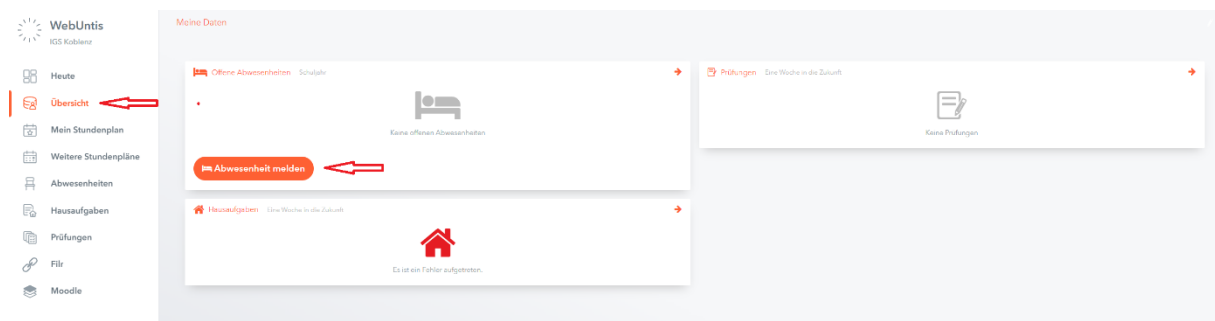 WebUntis
IGS Koblenz
Heute
Übersicht
Mein Stundenplan
Weitere Stundenpläne
Abwesenheiten
Hausaufgaben
Prüfungen
Filr
Moodle
Meine Daten
Offene Abwesenheiten Schuljahr
Keine offenen Abwesenheiten
Abwesenheit melden
Hausaufgaben Eine Woche in die Zukunft
Es ist ein Fehler aufgetreten.
Prüfungen Eine Woche in die Zukunft
Keine Prüfungen